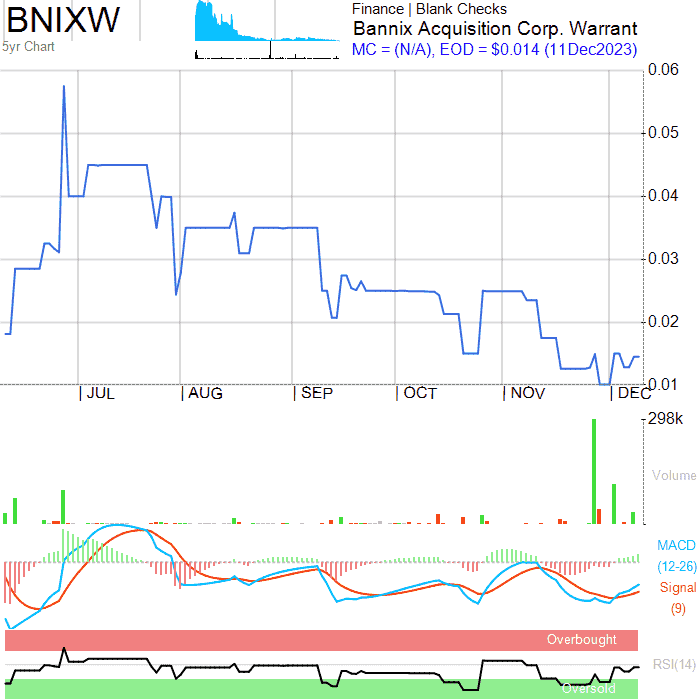 BNIXW
5yr Chart
Finance | Blank Checks
Bannix Acquisition Corp. Warrant
MC = (N/A), EOD = $0.014 (11Dec2023)
0.06
0.05
0.04
0.03
0.02
0.01
| JUL | AUG | SEP | OCT | NOV | DEC
298k
Volume
MACD
(12-26)
Signal
(9)
Overbought
RSI(14)
Oversold